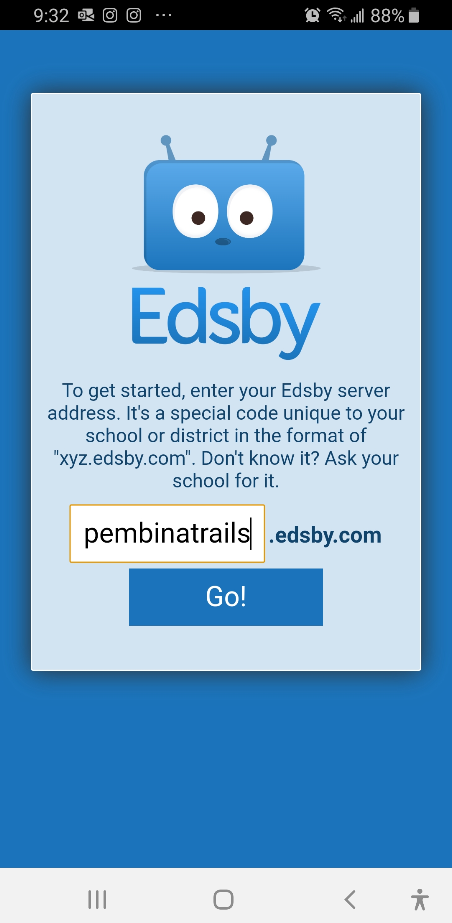 9:32 88%
Edsby
To get started, enter your Edsby server
address. It's a special code unique to your
school or district in the format of
"xyz.edsby.com". Don't know it? Ask your
school for it.
pembinatrails .edsby.com
Go!